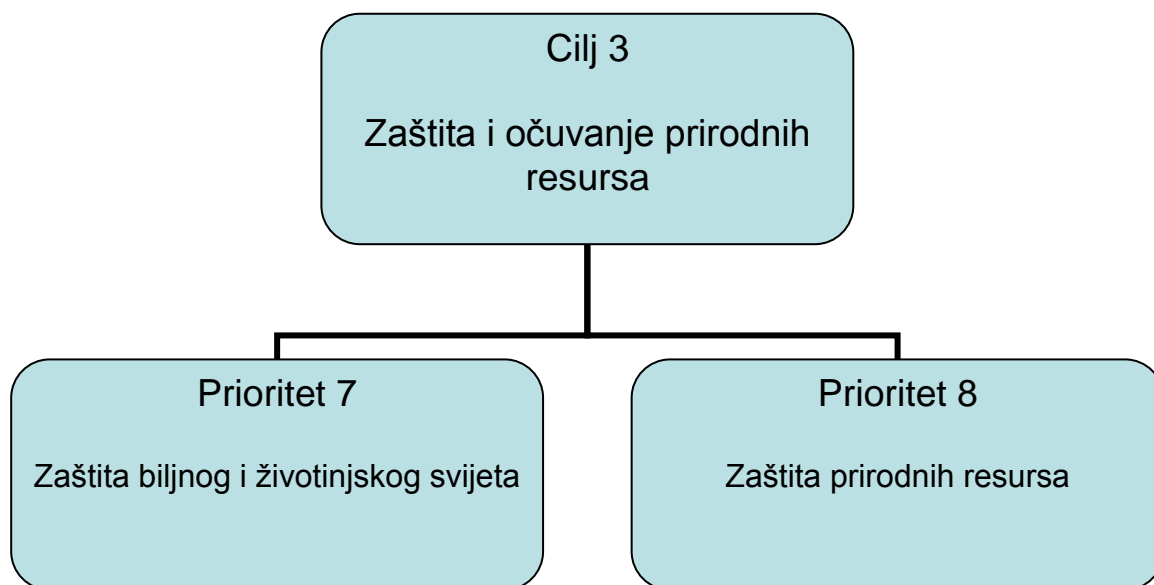 Cilj 3
Zaštita i očuvanje prirodnih
resursa
Prioritet 7
Zaštita biljnog i životinjskog svijeta
Prioritet 8
Zaštita prirodnih resursa